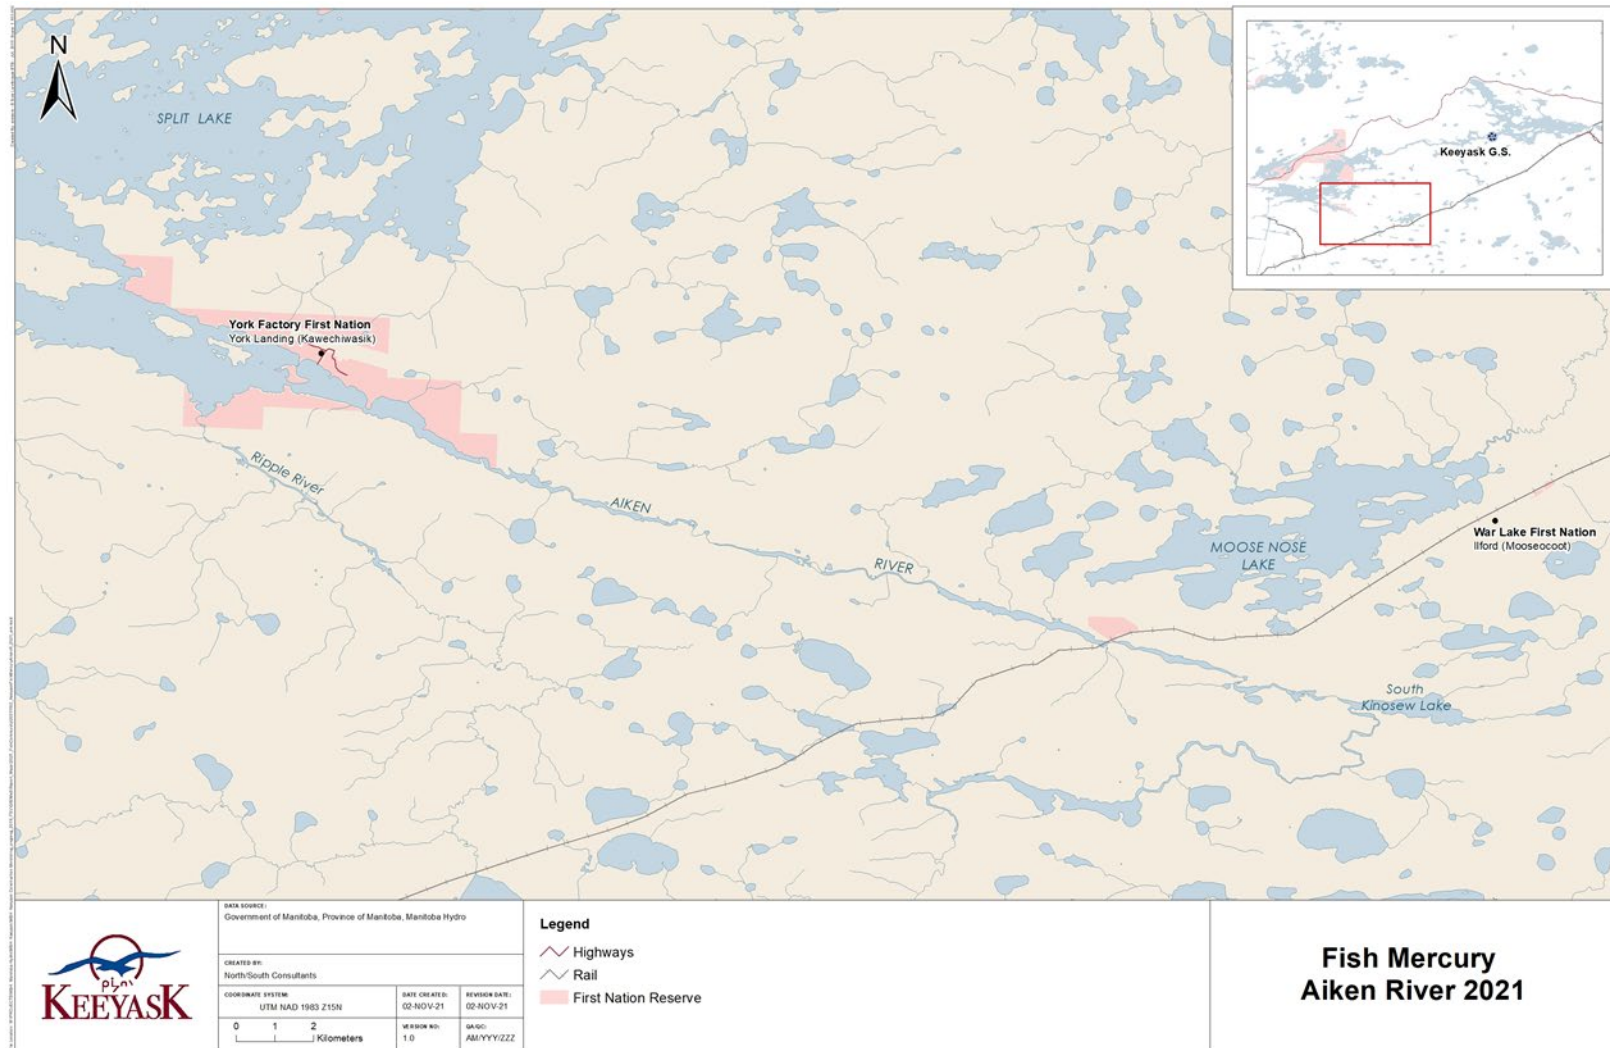 N
SPLIT LAKE
Keeyask G.S.
York Factory First Nation
York Landing (Kawechiwasik)
Ripple River
AIKEN
RIVER
MOOSE NOSE
LAKE
War Lake First Nation
Ilford (Mooseocoot)
South
Kinosew Lake
KEEYASK
DATA SOURCE:
Government of Manitoba, Province of Manitoba, Manitoba Hydro
CREATED BY:
North/South Consultants
COORDINATE SYSTEM:
UTM NAD 1983 Z15N
DATE CREATED:
02-NOV-21
REVISION DATE:
02-NOV-21
0 1 2 Kilometers
VERSION NO:
1.0
QA/QC:
AM/YYY/ZZZ
Legend
Highways
Rail
First Nation Reserve
Fish Mercury
Aiken River 2021